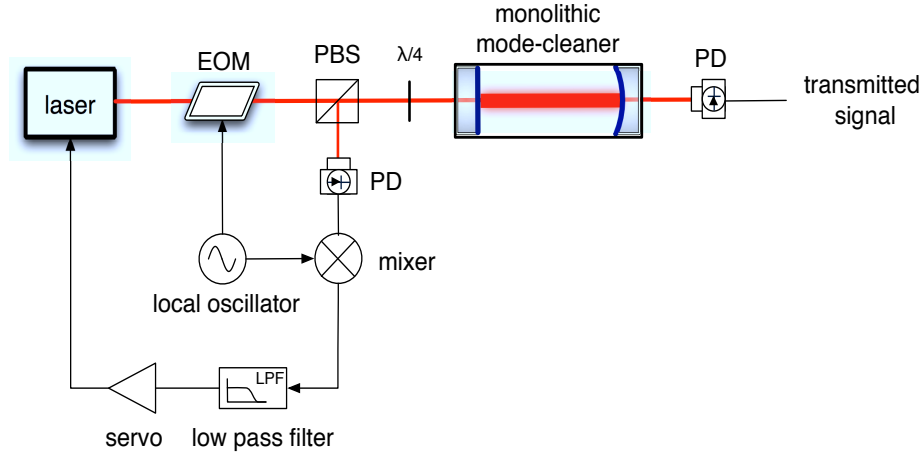 monolithic
mode-cleaner
EOM
PBS
λ/4
PD
laser
transmitted
signal
PD
mixer
local oscillator
LPF
servo
low pass filter